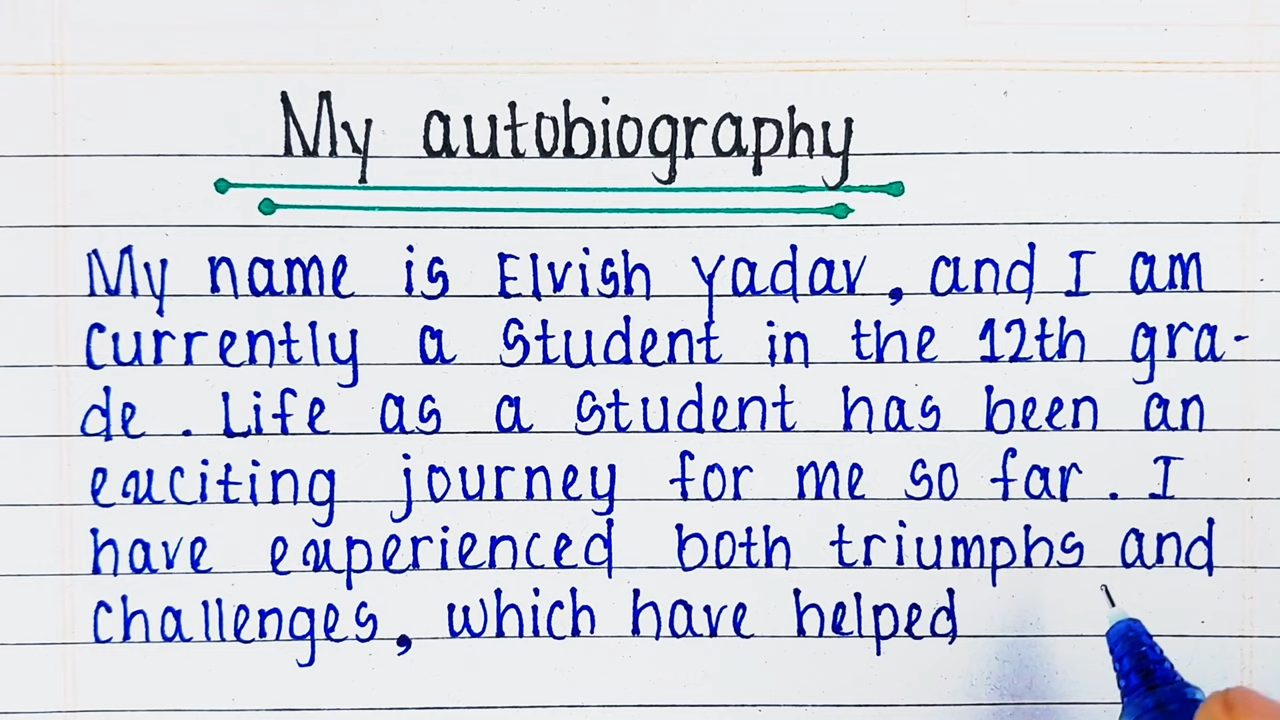 My autobiography
My name is Elvish Yadav, and I am
currently a student in the 12th gra-
de. Life as a student has been an
exciting journey for me so far. I
have experienced both triumphs and
challenges, which have helped